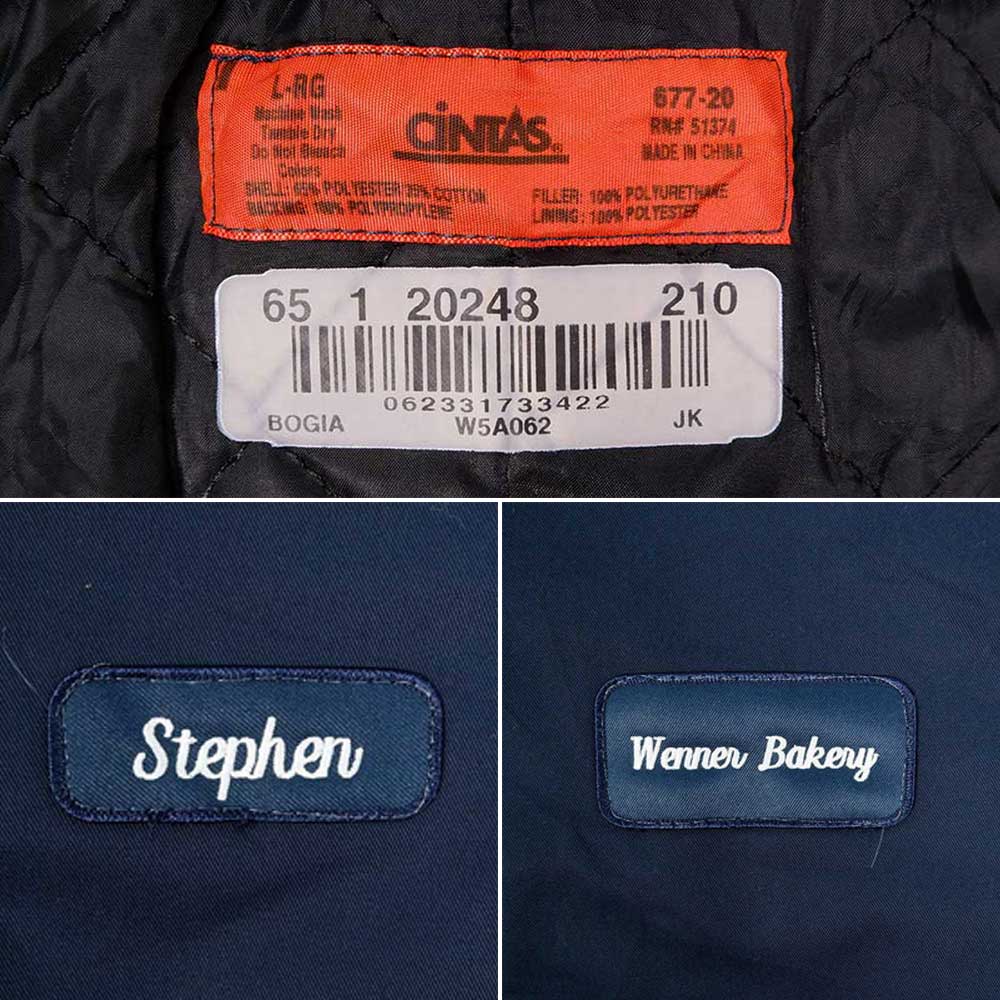 L-RG
Machine Wash
Tumble Dry
Do Not Bleach
Colors
SHELL: 65% POLYESTER 35% COTTON
BACKING: 100% POLYPROPYLENE
CINTAS®
677-20
RN# 51374
MADE IN CHINA
FILLER: 100% POLYURETHANE
LINING: 100% POLYESTER
65 1 20248 210
062331733422
BOGIA W5A062 JK
Stephen
Wenner Bakery